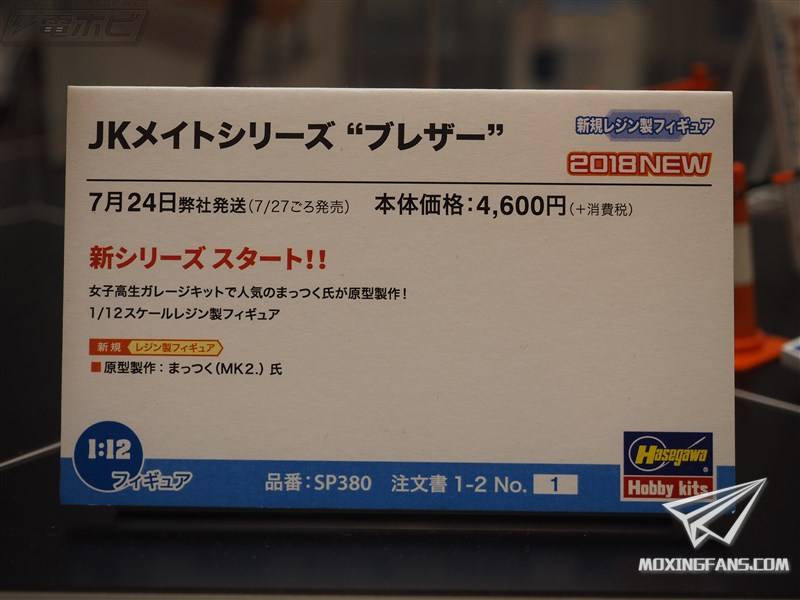 電ホビ
JKメイトシリーズ “ブレザー”
新規レジン製フィギュア
2018NEW
7月24日弊社発送(7/27ごろ発売) 本体価格:4,600円(+消費税)
新シリーズ スタート!!
女子高生ガレージキットで人気のまっつく氏が原型製作!
1/12スケールレジン製フィギュア
新規 レジン製フィギュア
■原型製作:まっつく(MK2.) 氏
1:12
フィギュア
品番:SP380 注文書 1-2 No. 1
Hasegawa
Hobby kits
MOXINGFANS.COM